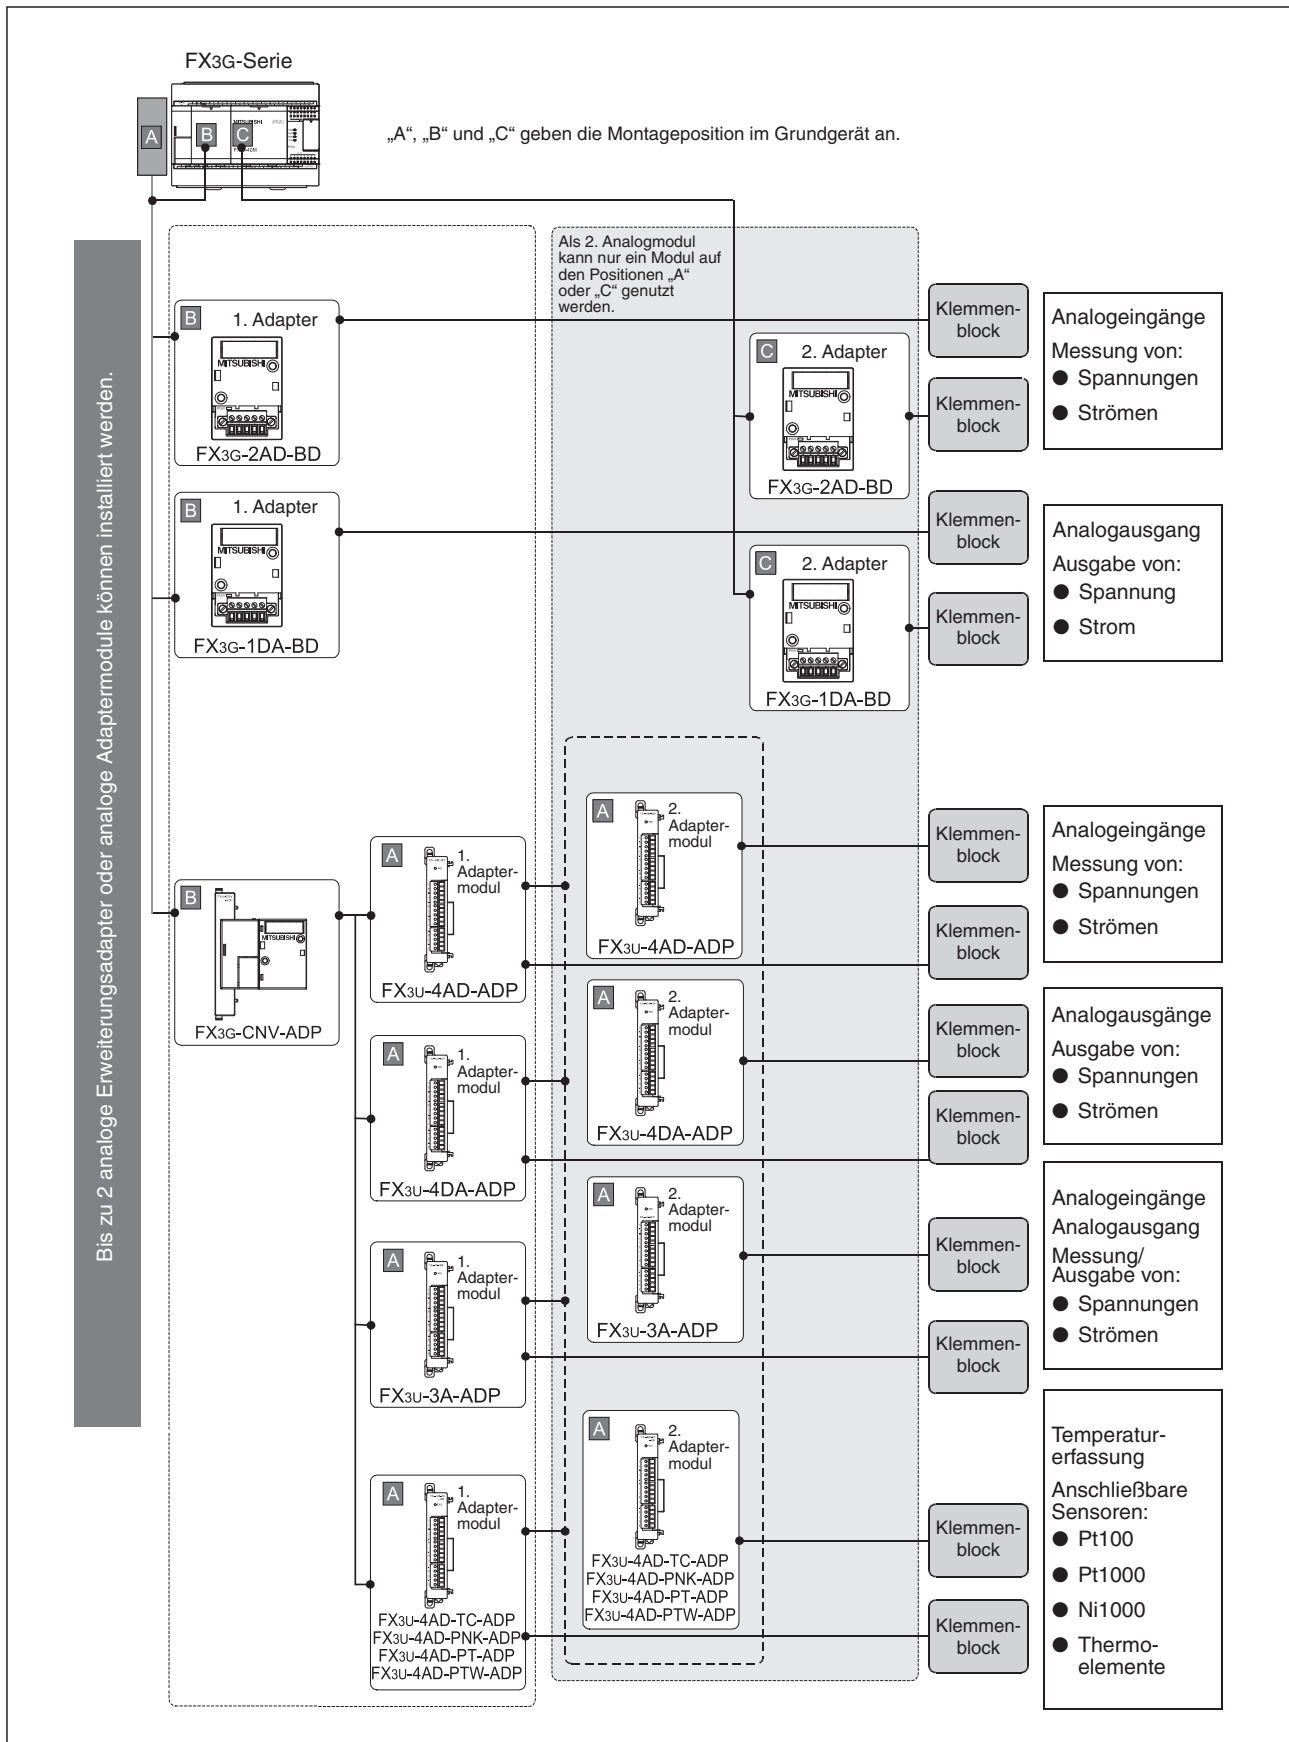 FX3G-Serie
A
B
C
MITSUBISHI
„A“, „B“ und „C“ geben die Montageposition im Grundgerät an.
Bis zu 2 analoge Erweiterungsadapter oder analoge Adaptermodule können installiert werden.
Als 2. Analogmodul
kann nur ein Modul auf
den Positionen „A“
oder „C“ genutzt
werden.
B
1. Adapter
MITSUBISHI
FX3G-2AD-BD
C
2. Adapter
MITSUBISHI
FX3G-2AD-BD
Klemmen-
block
Klemmen-
block
Analogeingänge
Messung von:
● Spannungen
● Strömen
B
1. Adapter
MITSUBISHI
FX3G-1DA-BD
C
2. Adapter
MITSUBISHI
FX3G-1DA-BD
Klemmen-
block
Klemmen-
block
Analogausgang
Ausgabe von:
● Spannung
● Strom
B
MITSUBISHI
FX3G-CNV-ADP
A
1.
Adapter-
modul
FX3U-4AD-ADP
A
2.
Adapter-
modul
FX3U-4AD-ADP
Klemmen-
block
Klemmen-
block
Analogeingänge
Messung von:
● Spannungen
● Strömen
A
1.
Adapter-
modul
FX3U-4DA-ADP
A
2.
Adapter-
modul
FX3U-4DA-ADP
Klemmen-
block
Klemmen-
block
Analogausgänge
Ausgabe von:
● Spannungen
● Strömen
A
1.
Adapter-
modul
FX3U-3A-ADP
A
2.
Adapter-
modul
FX3U-3A-ADP
Klemmen-
block
Klemmen-
block
Analogeingänge
Analogausgang
Messung/
Ausgabe von:
● Spannungen
● Strömen
A
1.
Adapter-
modul
FX3U-4AD-TC-ADP
FX3U-4AD-PNK-ADP
FX3U-4AD-PT-ADP
FX3U-4AD-PTW-ADP
A
2.
Adapter-
modul
FX3U-4AD-TC-ADP
FX3U-4AD-PNK-ADP
FX3U-4AD-PT-ADP
FX3U-4AD-PTW-ADP
Klemmen-
block
Klemmen-
block
Temperatur-
erfassung
Anschließbare
Sensoren:
● Pt100
● Pt1000
● Ni1000
● Thermo-
elemente